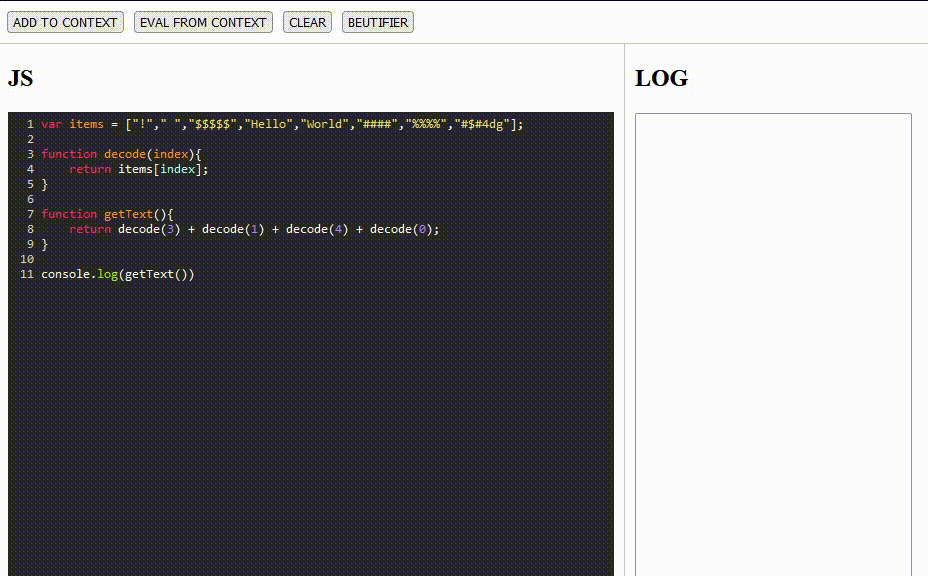 ADD TO CONTEXT EVAL FROM CONTEXT CLEAR BEUTIFIER
JS
LOG
1 var items = ["!"," ","$$$$$","Hello","World","####","%%%%","#$#4dg"];
2
3 function decode(index){
4     return items[index];
5 }
6
7 function getText(){
8     return decode(3) + decode(1) + decode(4) + decode(0);
9 }
10
11 console.log(getText())